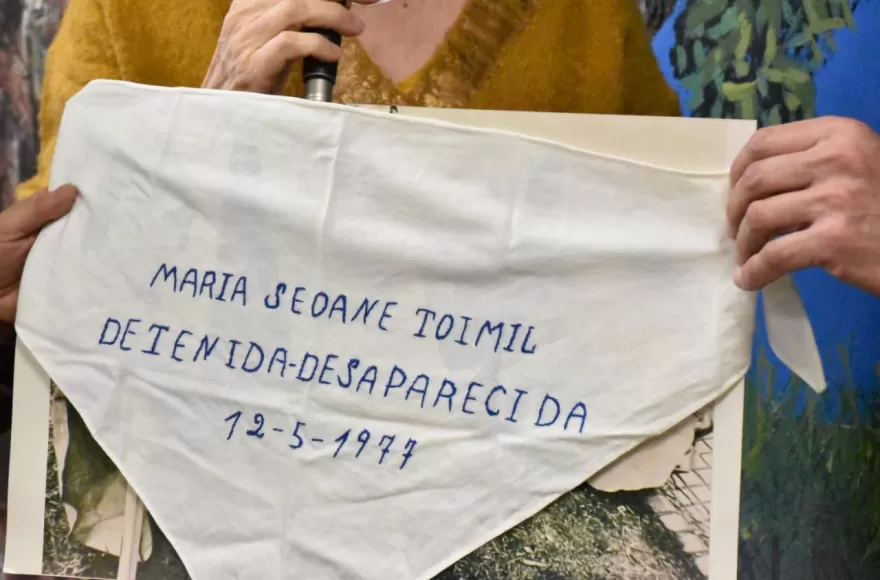 MARIA SEOANE TOIMIL
DETENIDA-DESAPARECIDA
12-5-1977